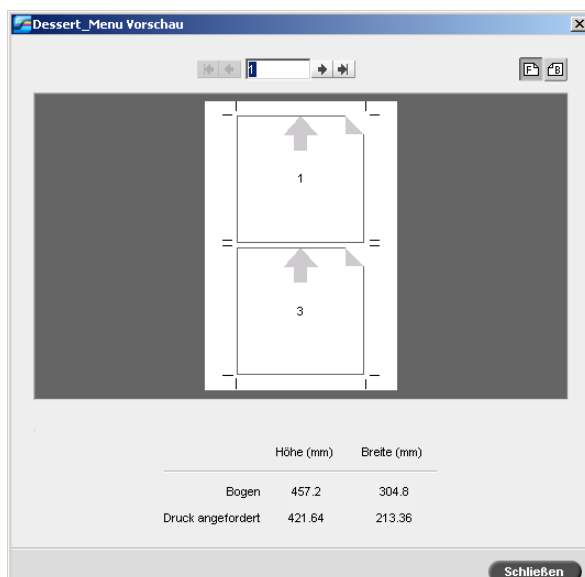 Dessert_Menu Vorschau
1
F B
1
3
Höhe (mm) Breite (mm)
Bogen 457.2 304.8
Druck angefordert 421.64 213.36
Schließen